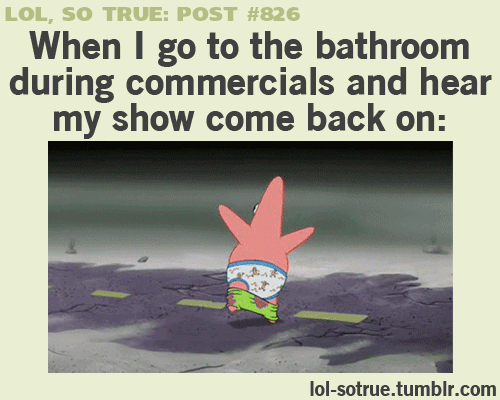 LOL, SO TRUE: POST #826
When I go to the bathroom
during commercials and hear
my show come back on:
lol-sotrue.tumblr.com